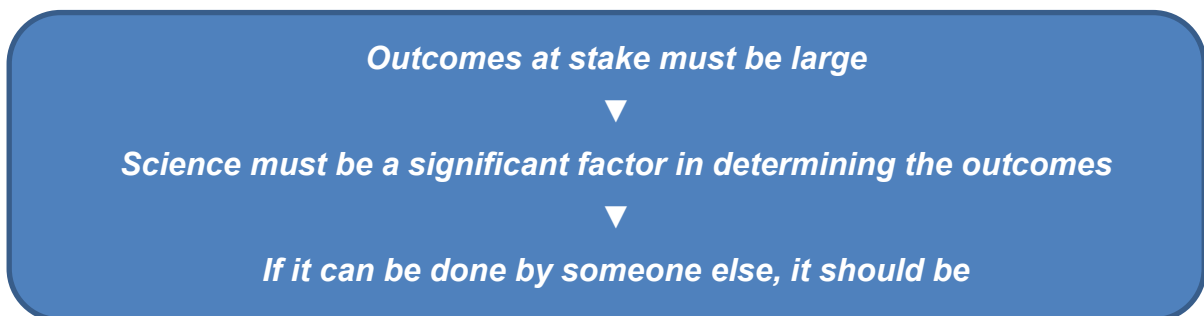 Outcomes at stake must be large
▼
Science must be a significant factor in determining the outcomes
▼
If it can be done by someone else, it should be